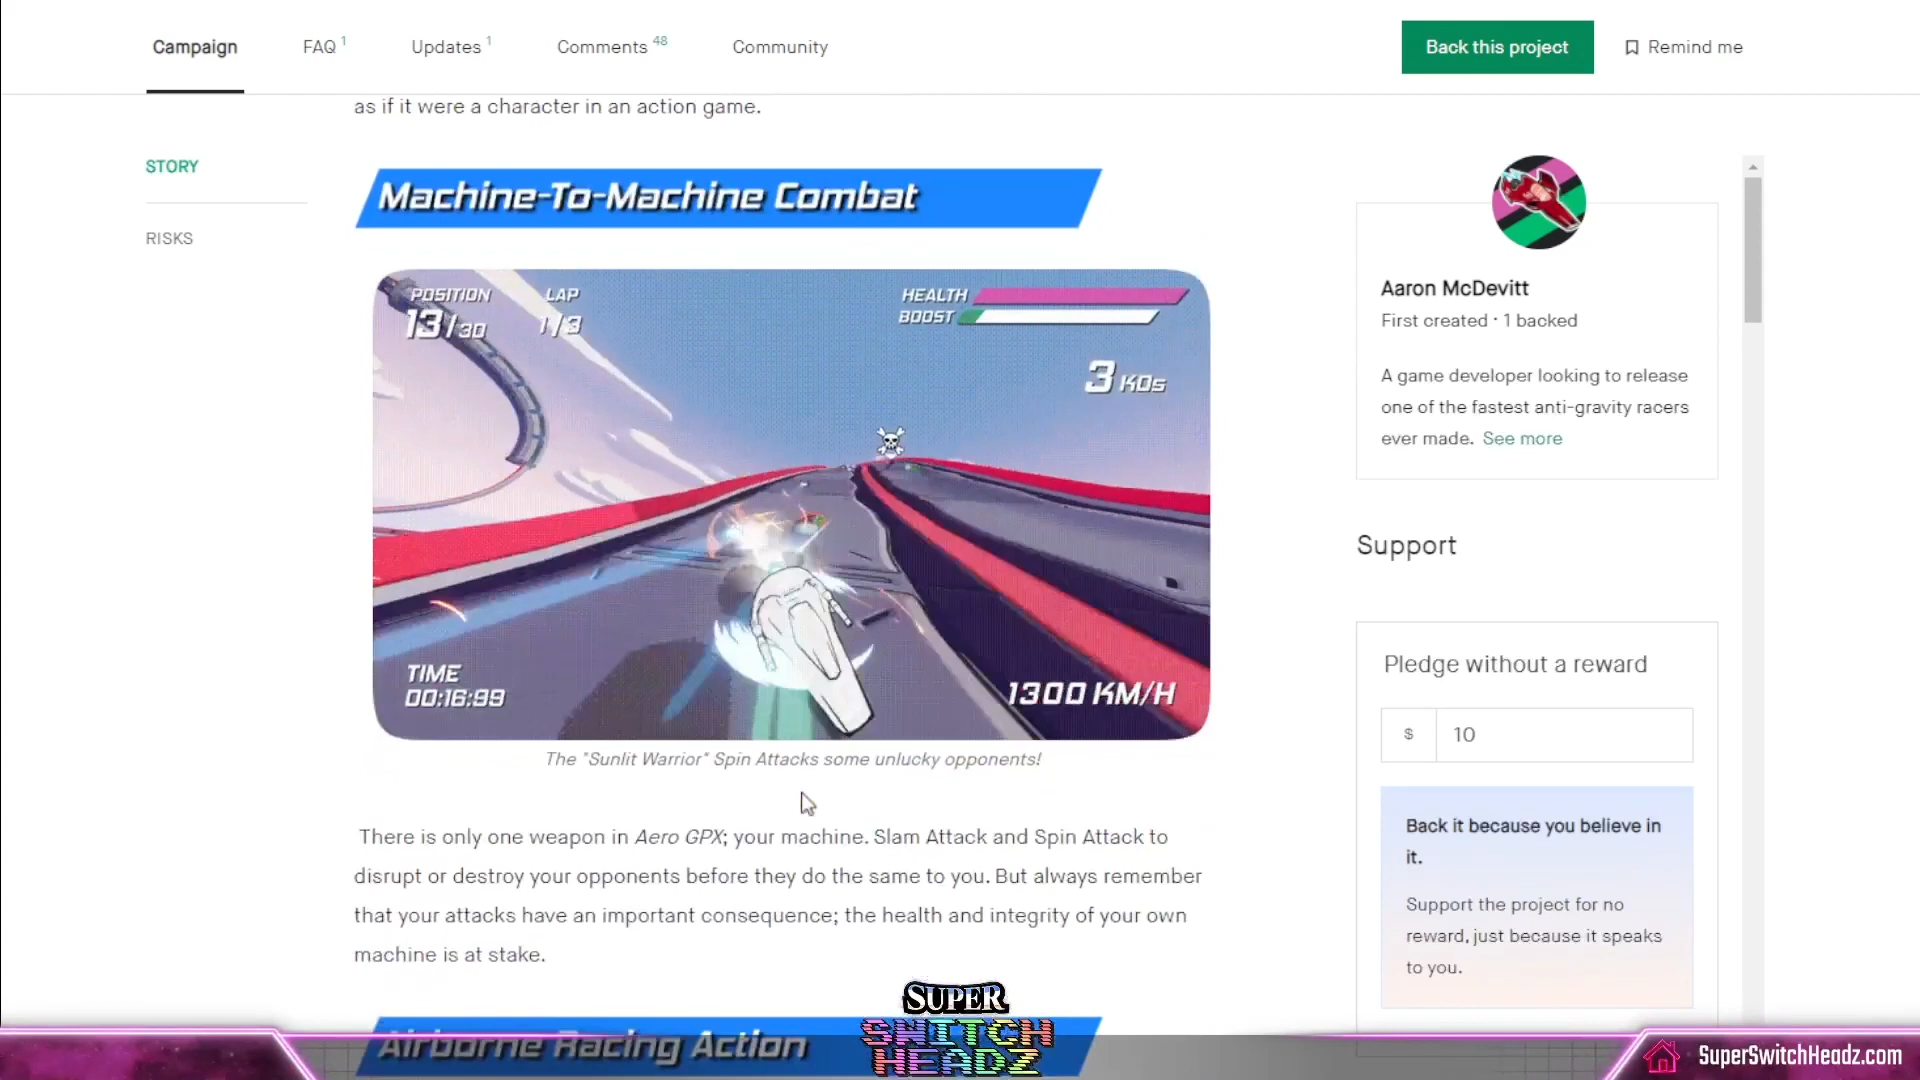 Campaign
FAQ 1
Updates 1
Comments 48
Community
Back this project
Remind me
as if it were a character in an action game.
STORY
RISKS
Machine-To-Machine Combat
POSITION
13/30
LAP
1/3
HEALTH
BOOST
3 KOs
TIME
00:16:99
1300 KM/H
The "Sunlit Warrior" Spin Attacks some unlucky opponents!
There is only one weapon in Aero GPX; your machine. Slam Attack and Spin Attack to
disrupt or destroy your opponents before they do the same to you. But always remember
that your attacks have an important consequence; the health and integrity of your own
machine is at stake.
Airborne Racing Action
Aaron McDevitt
First created · 1 backed
A game developer looking to release
one of the fastest anti-gravity racers
ever made. See more
Support
Pledge without a reward
$ 10
Back it because you believe in
it.
Support the project for no
reward, just because it speaks
to you.
SUPER
SWITCH
HEADZ
SuperSwitchHeadz.com